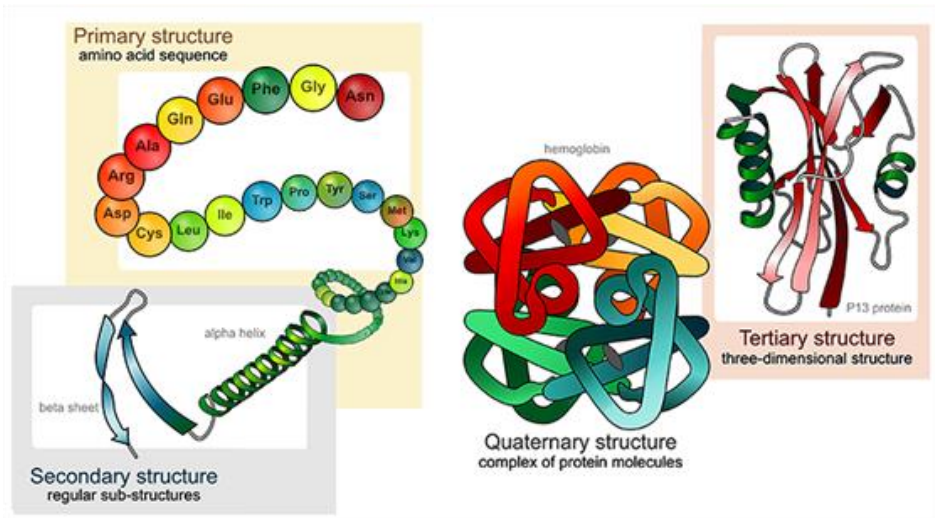 Primary structure
amino acid sequence
Asn
Gly
Phe
Glu
Gln
Ala
Arg
Asp
Cys
Leu
Ile
Trp
Pro
Tyr
Ser
Met
Lys
Val
His
alpha helix
beta sheet
Secondary structure
regular sub-structures
hemoglobin
Quaternary structure
complex of protein molecules
P13 protein
Tertiary structure
three-dimensional structure